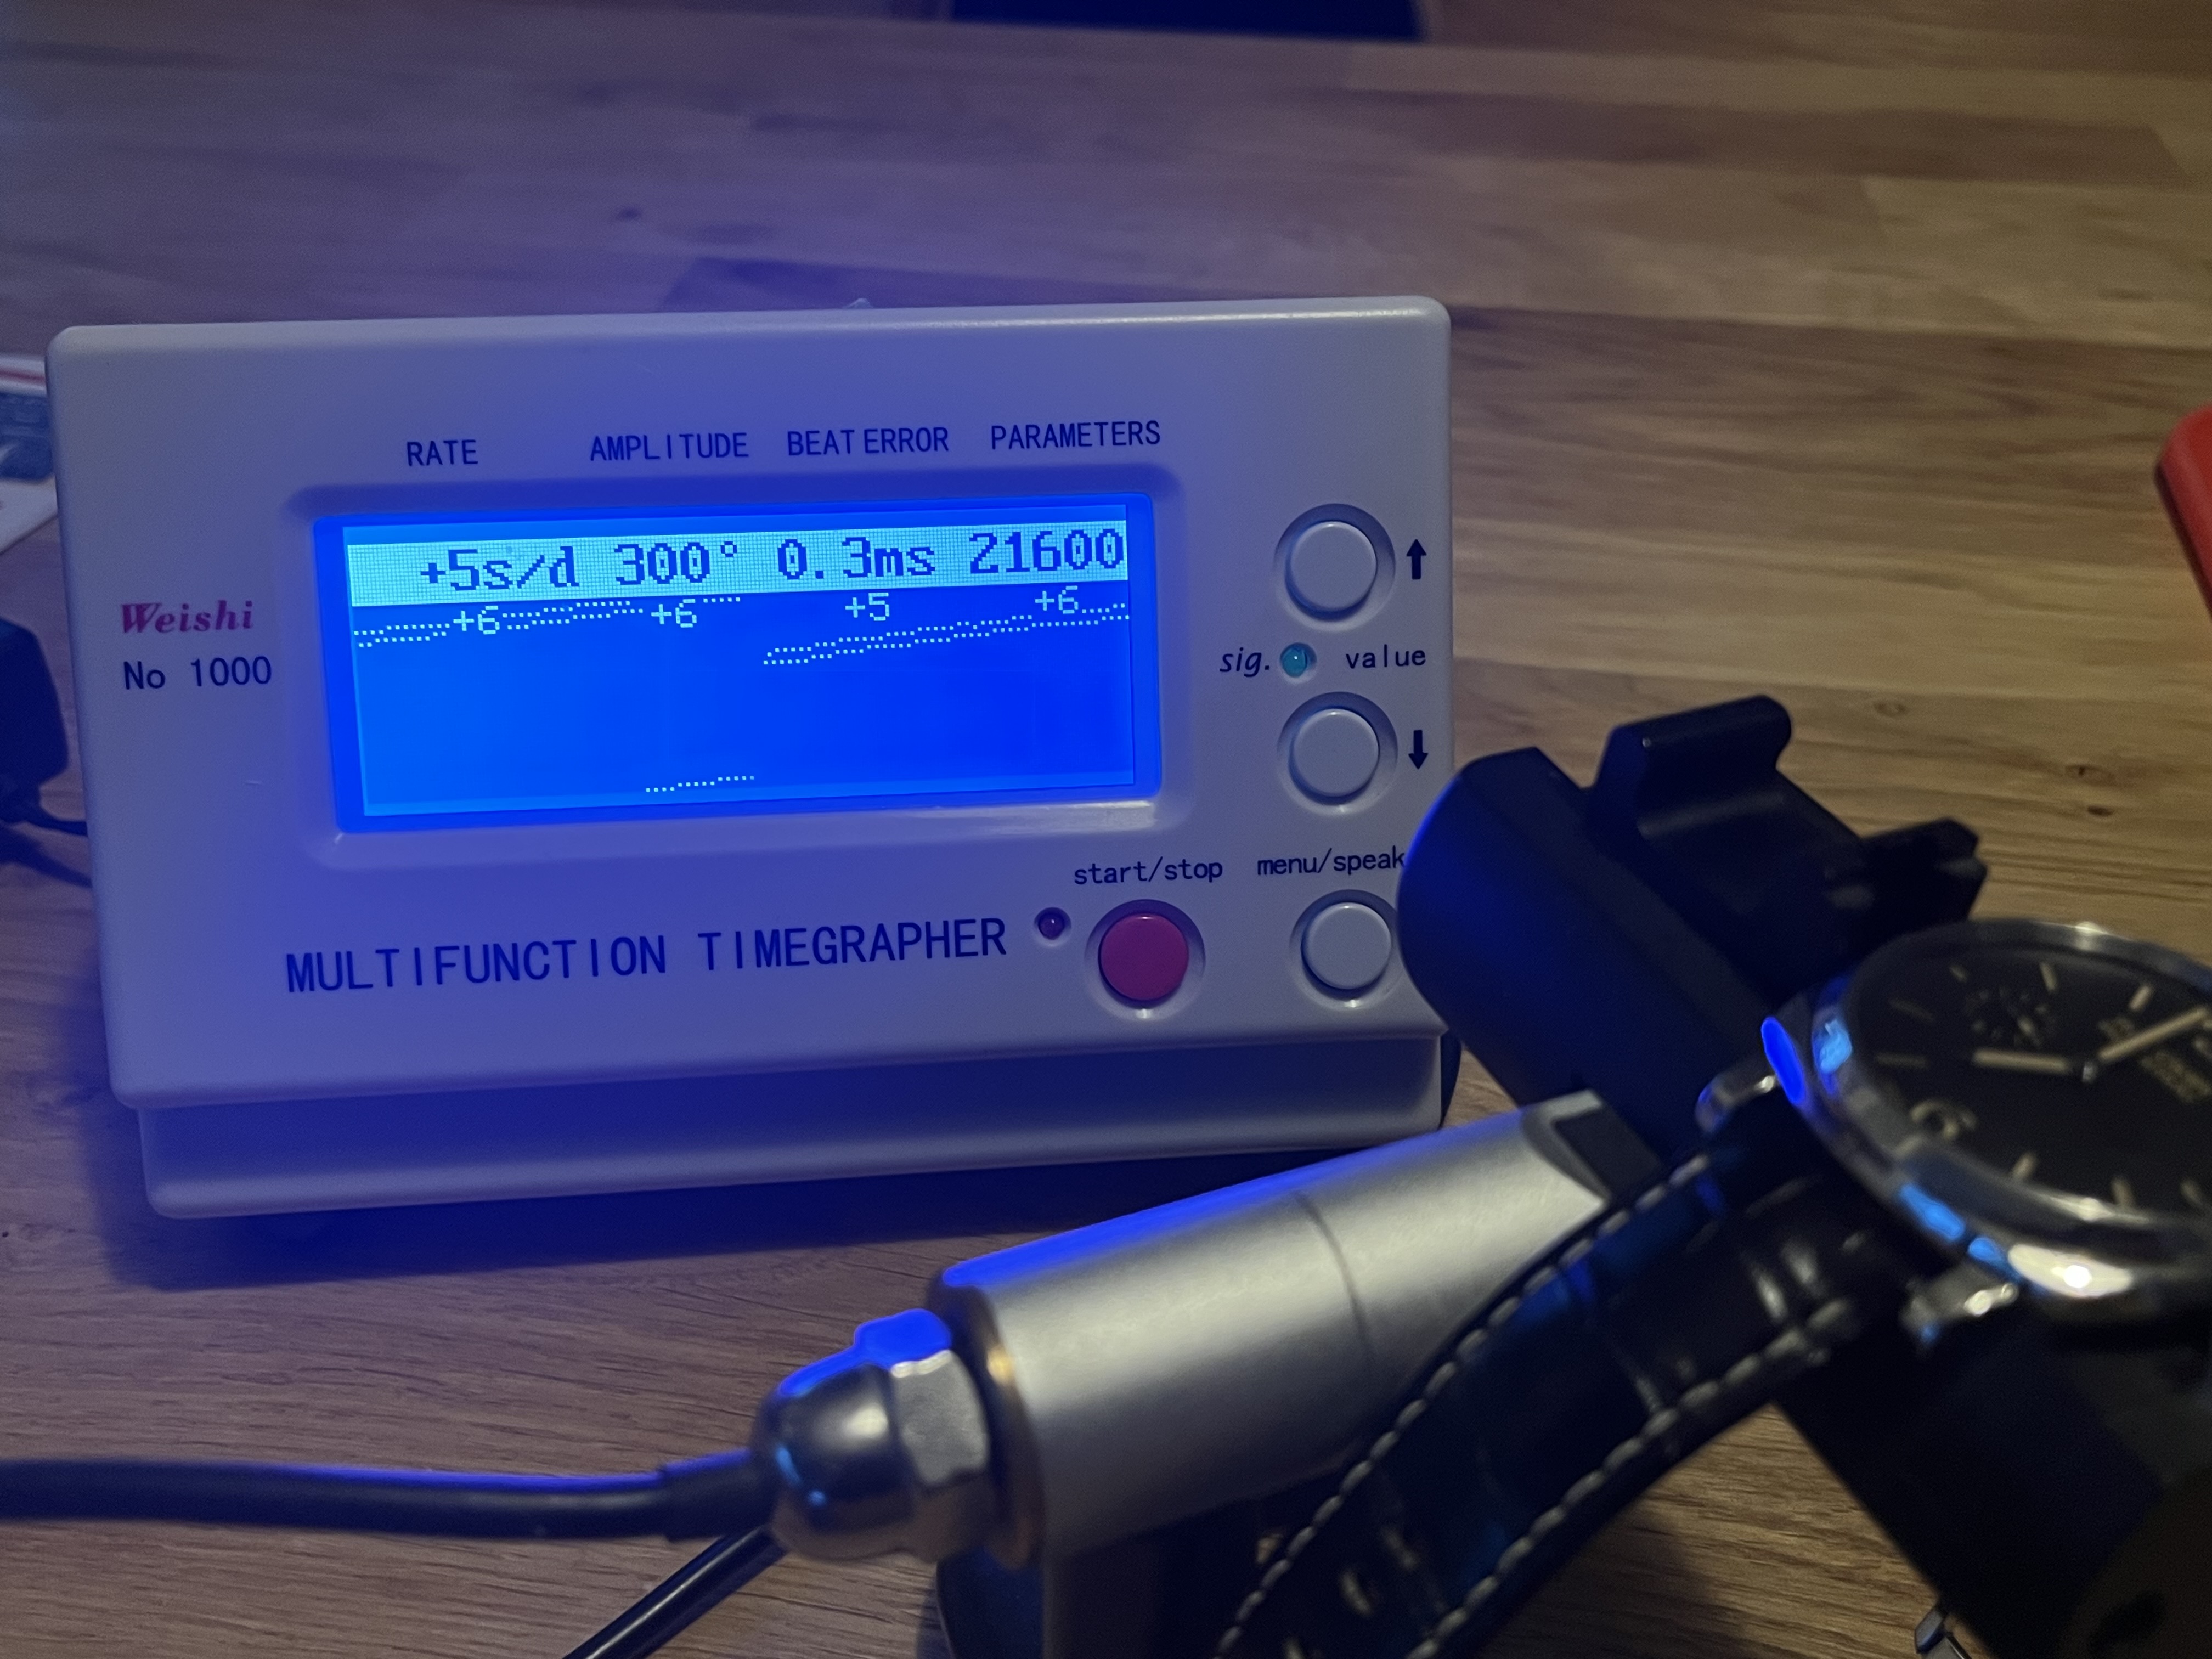 RATE AMPLITUDE BEAT ERROR PARAMETERS
+5s/d 300° 0.3ms 21600
+6 +6 +5 +6
Weishi
No 1000
sig. value
start/stop menu/speak
MULTIFUNCTION TIMEGRAPHER